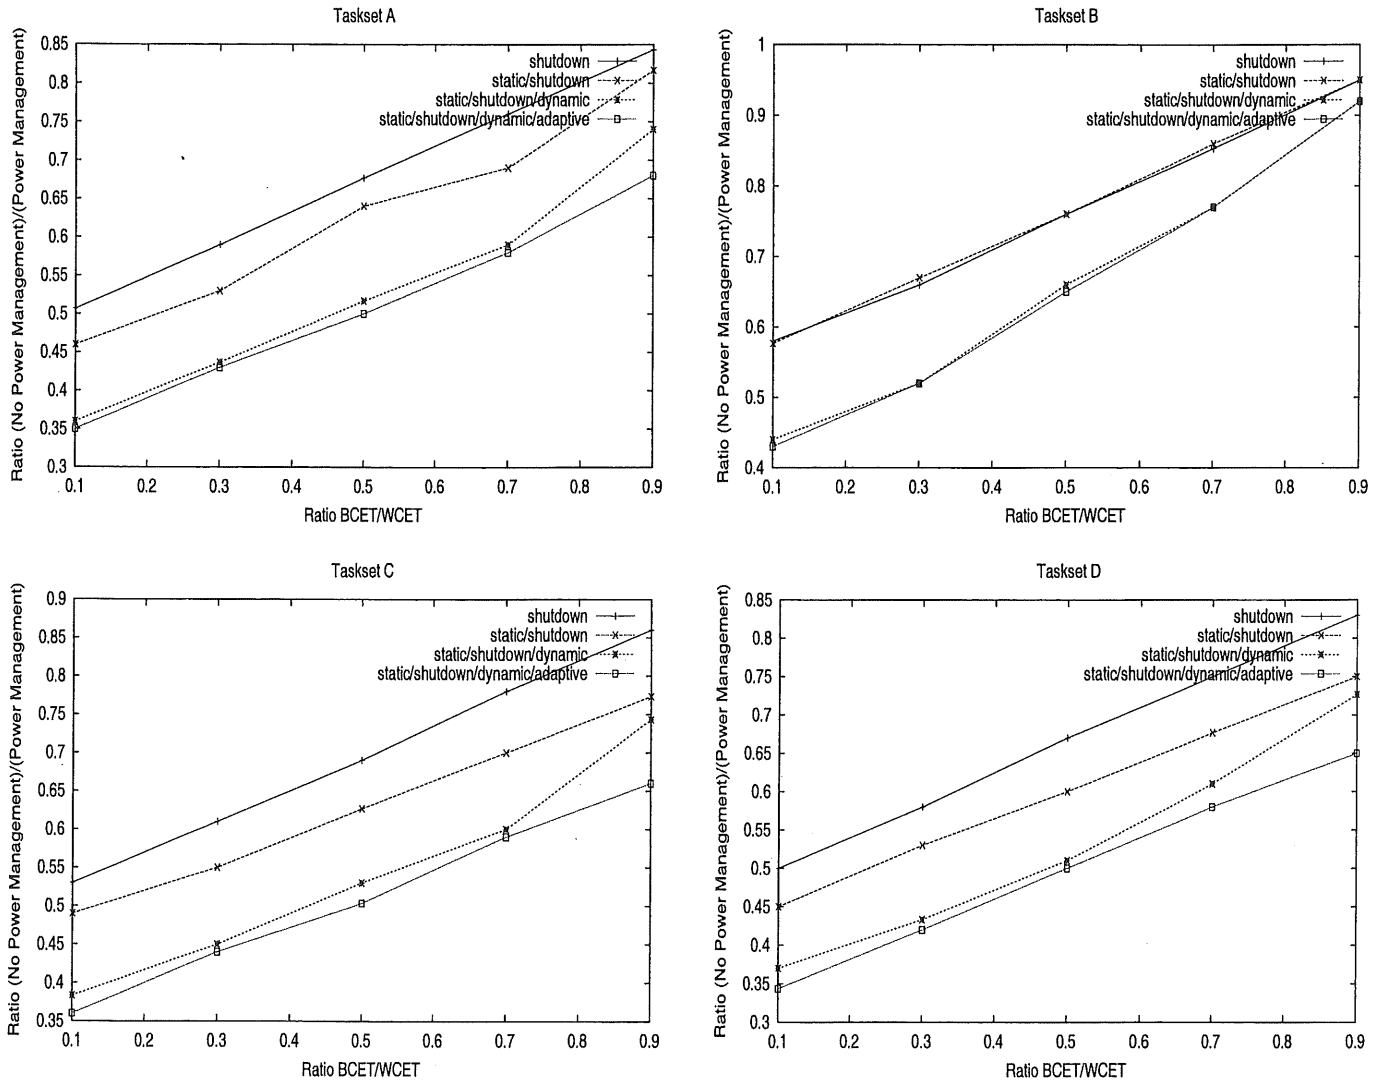 Taskset A
Ratio (No Power Management)/(Power Management)
0.85
0.8
0.75
0.7
0.65
0.6
0.55
0.5
0.45
0.4
0.35
0.3
shutdown
static/shutdown
static/shutdown/dynamic
static/shutdown/dynamic/adaptive
0.1 0.2 0.3 0.4 0.5 0.6 0.7 0.8 0.9
Ratio BCET/WCET
Taskset B
Ratio (No Power Management)/(Power Management)
1
0.9
0.8
0.7
0.6
0.5
0.4
shutdown
static/shutdown
static/shutdown/dynamic
static/shutdown/dynamic/adaptive
0.1 0.2 0.3 0.4 0.5 0.6 0.7 0.8 0.9
Ratio BCET/WCET
Taskset C
Ratio (No Power Management)/(Power Management)
0.9
0.85
0.8
0.75
0.7
0.65
0.6
0.55
0.5
0.45
0.4
0.35
shutdown
static/shutdown
static/shutdown/dynamic
static/shutdown/dynamic/adaptive
0.1 0.2 0.3 0.4 0.5 0.6 0.7 0.8 0.9
Ratio BCET/WCET
Taskset D
Ratio (No Power Management)/(Power Management)
0.85
0.8
0.75
0.7
0.65
0.6
0.55
0.5
0.45
0.4
0.35
0.3
shutdown
static/shutdown
static/shutdown/dynamic
static/shutdown/dynamic/adaptive
0.1 0.2 0.3 0.4 0.5 0.6 0.7 0.8 0.9
Ratio BCET/WCET